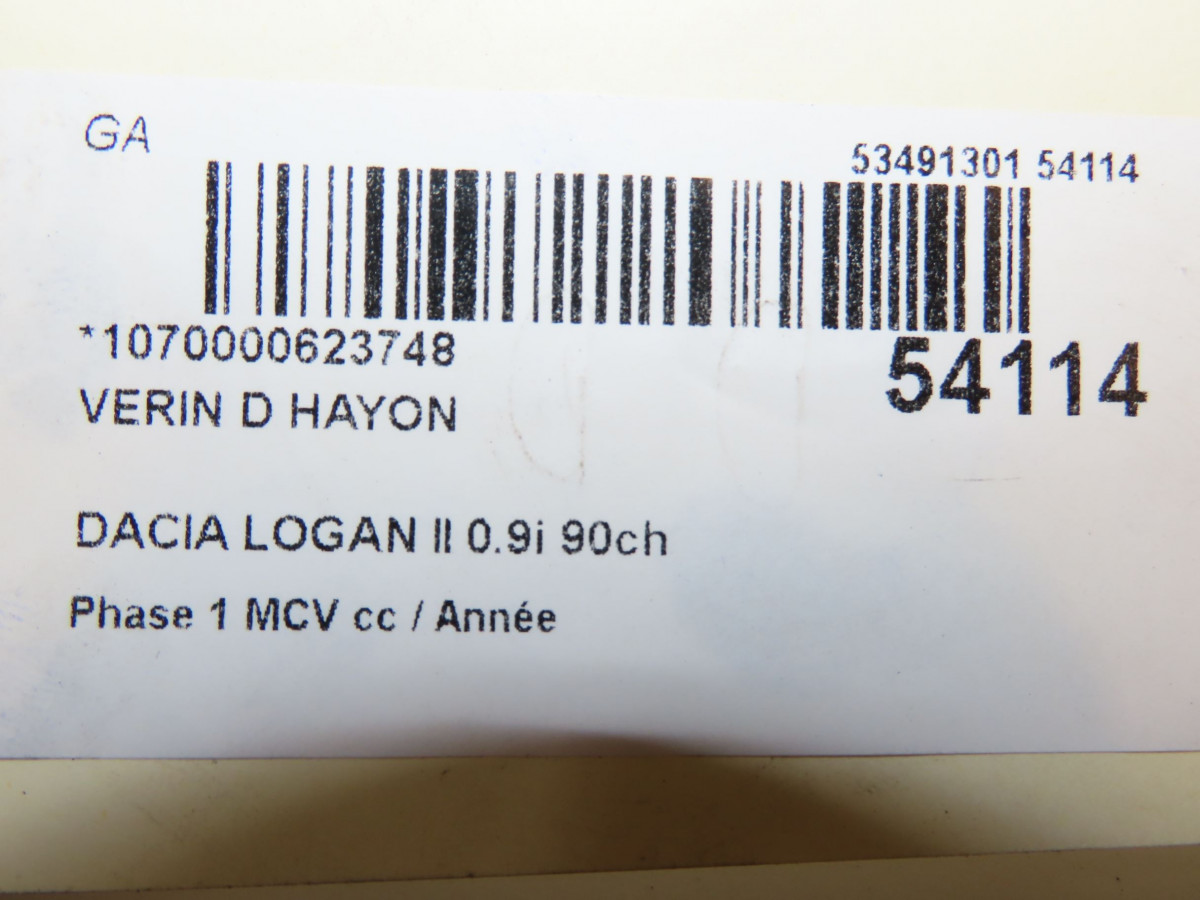 GA
53491301 54114
*1070000623748
54114
VERIN D HAYON
DACIA LOGAN II 0.9i 90ch
Phase 1 MCV cc / Année